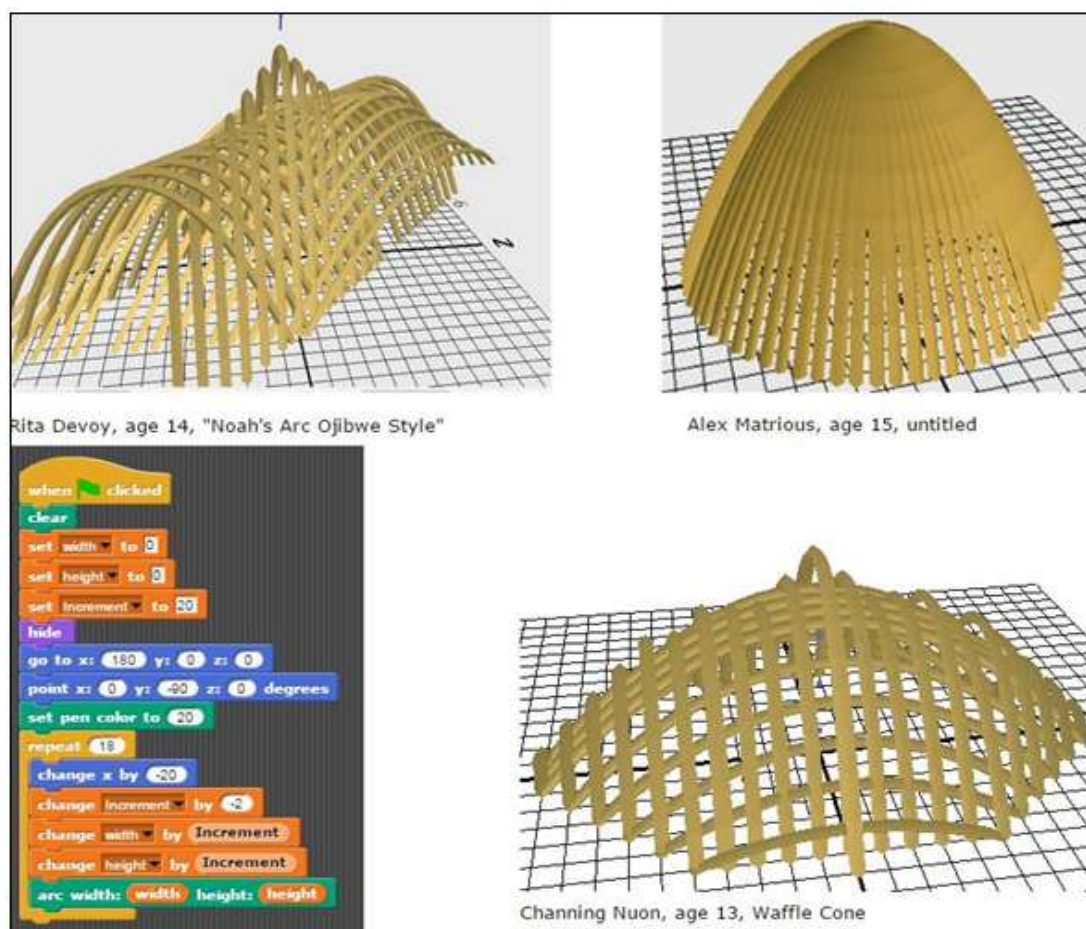 Z
Rita Devoy, age 14, "Noah's Arc Ojibwe Style"
Alex Matrious, age 15, untitled
when clicked
clear
set width to 0
set height to 0
set Increment to 20
hide
go to x: 180 y: 0 z: 0
point x: 0 y: -90 z: 0 degrees
set pen color to 20
repeat 18
change x by -20
change Increment by -2
change width by Increment
change height by Increment
arc width: width height: height
Channing Nuon, age 13, Waffle Cone